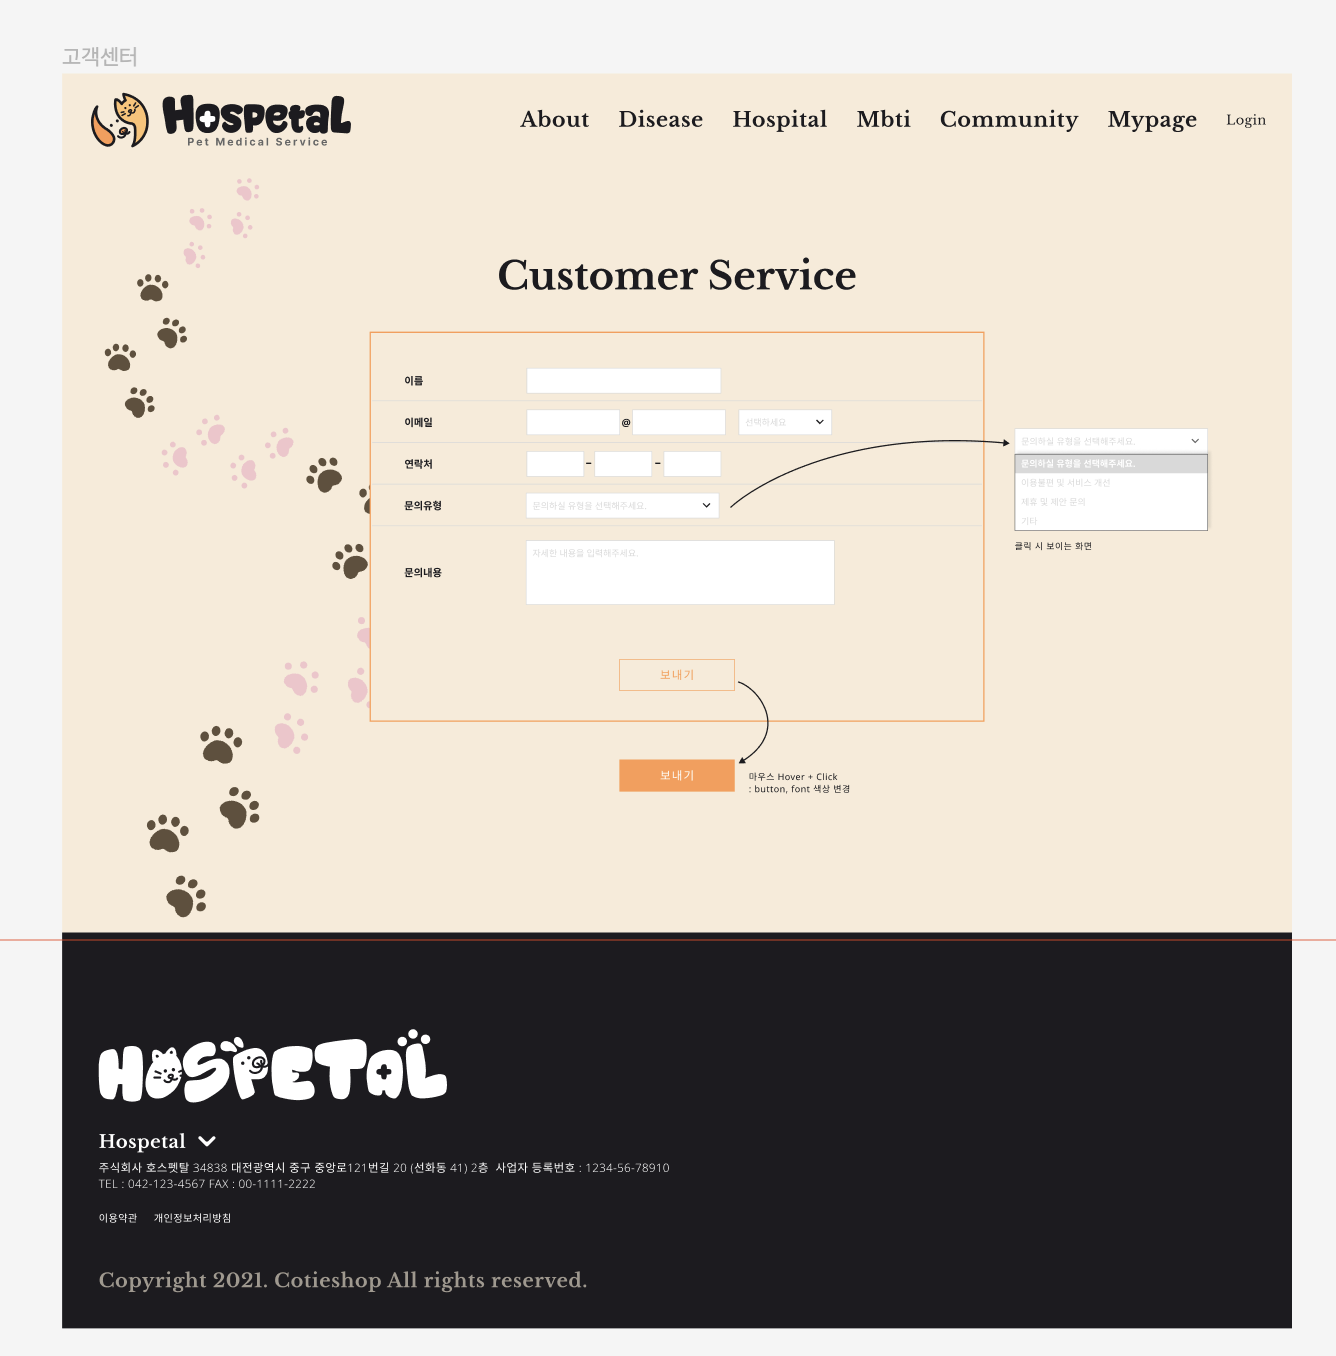 고객센터
Hospetal
Pet Medical Service
About Disease Hospital Mbti Community Mypage Login
Customer Service
이름
이메일 @ 선택하세요
연락처 - -
문의유형 문의하실 유형을 선택해주세요.
문의내용 자세한 내용을 입력해주세요.
보내기
문의하실 유형을 선택해주세요.
문의하실 유형을 선택해주세요.
이용불편 및 서비스 개선
제휴 및 제안 문의
기타
클릭 시 보이는 화면
보내기
마우스 Hover + Click
: button, font 색상 변경
HOSPETAL
Hospetal
주식회사 호스펫탈 34838 대전광역시 중구 중앙로121번길 20 (선화동 41) 2층 사업자 등록번호 : 1234-56-78910
TEL : 042-123-4567 FAX : 00-1111-2222
이용약관 개인정보처리방침
Copyright 2021. Cotieshop All rights reserved.